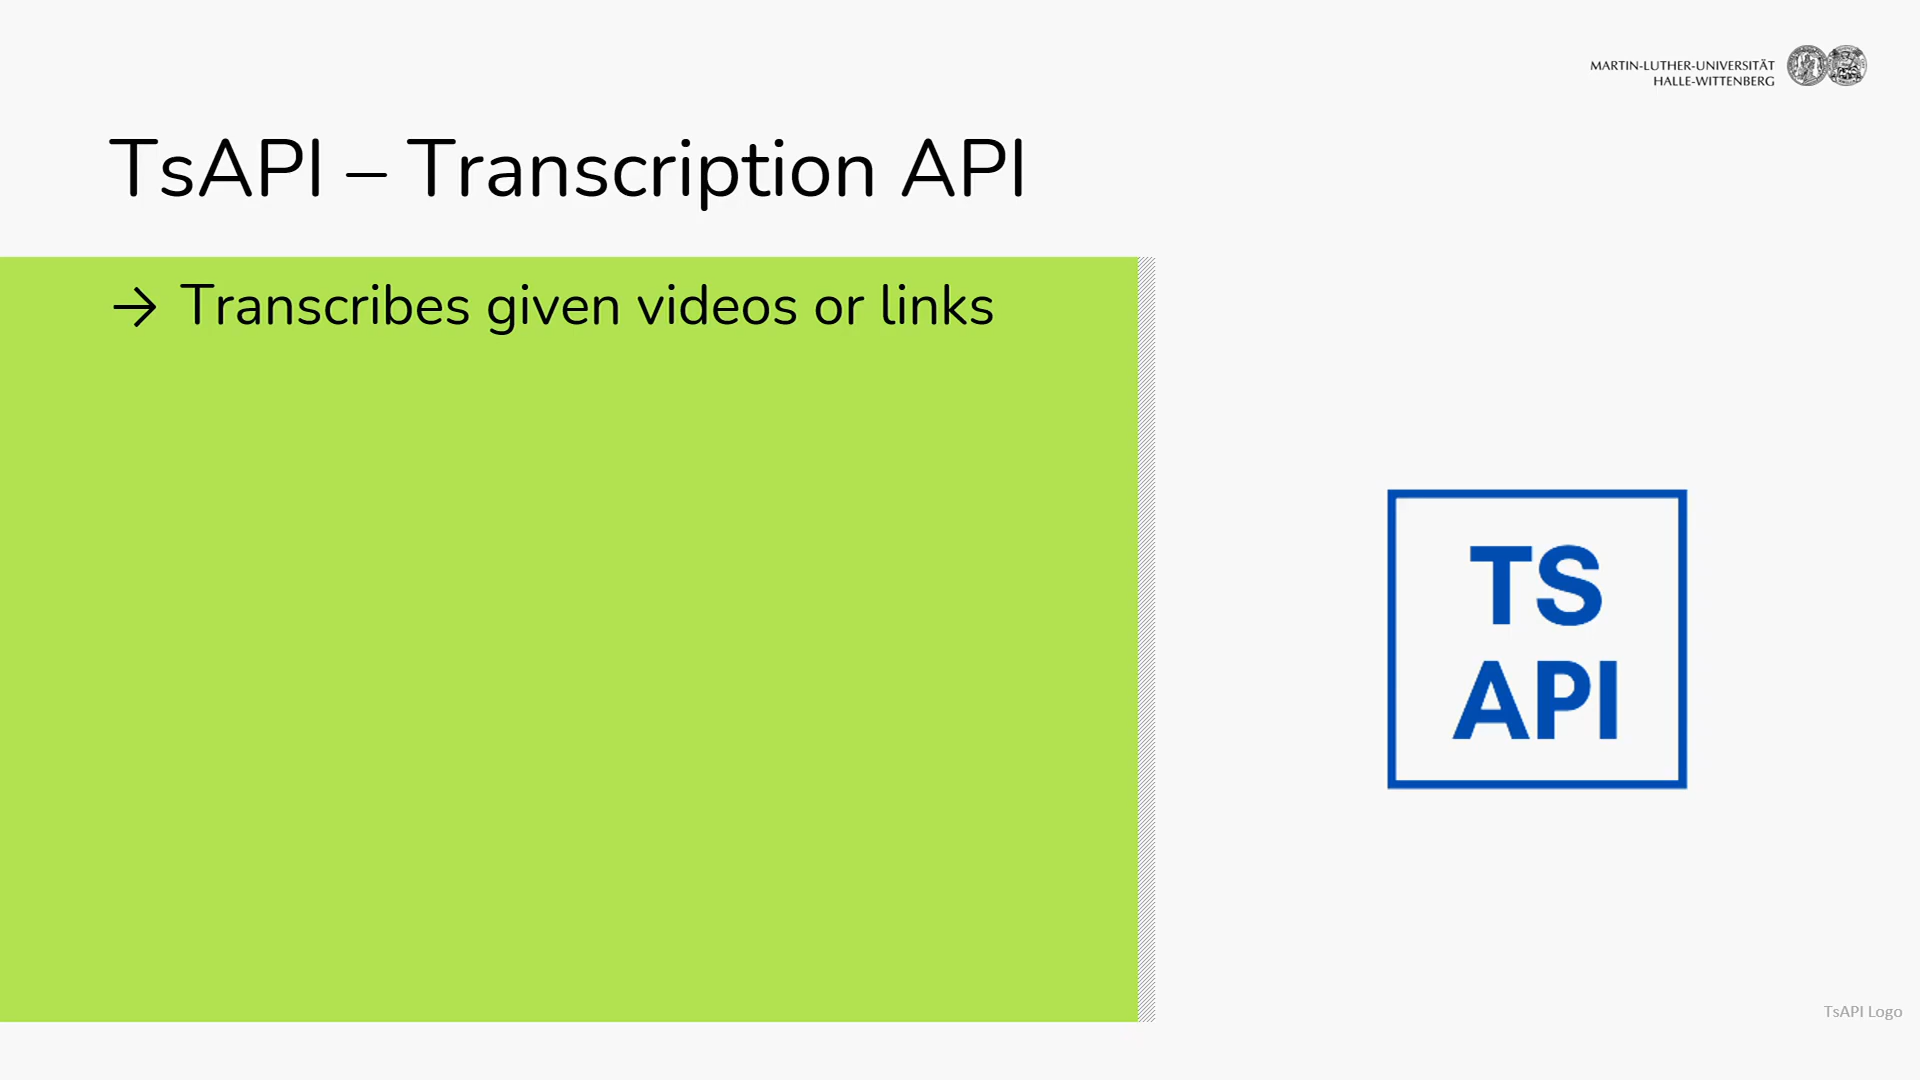 MARTIN-LUTHER-UNIVERSITÄT
HALLE-WITTENBERG
TsAPI – Transcription API
→ Transcribes given videos or links
TS
API
TsAPI Logo